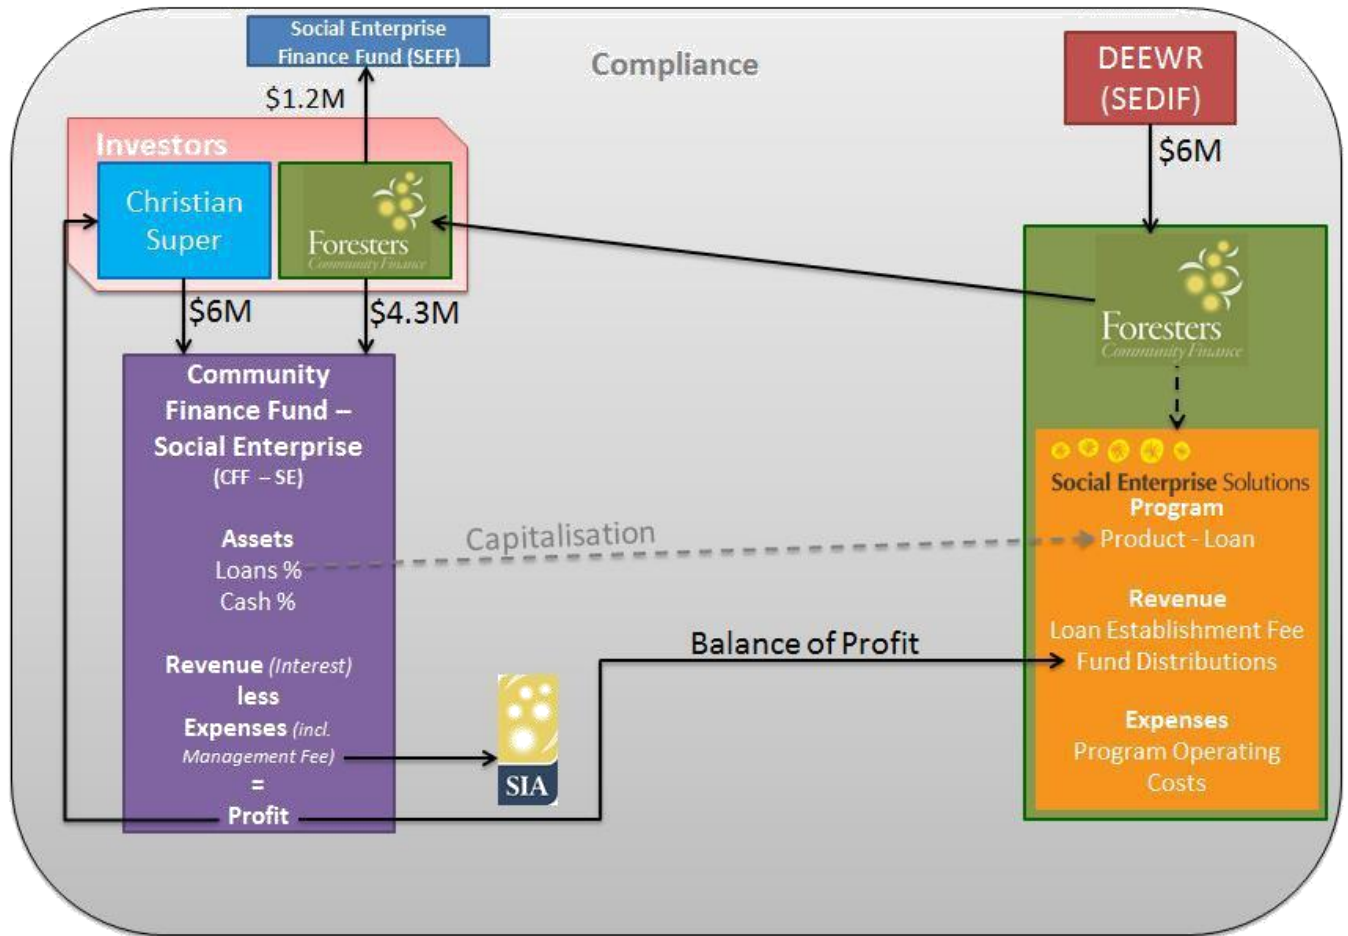 Social Enterprise
Finance Fund (SEFF)
Compliance
DEEWR
(SEDIF)
$1.2M
$6M
Investors
Christian
Super
Foresters
Community Finance
$6M
$4.3M
Foresters
Community Finance
Community
Finance Fund –
Social Enterprise
(CFF – SE)
Assets
Loans %
Cash %
Revenue (Interest)
less
Expenses (incl.
Management Fee)
=
Profit
Capitalisation
Balance of Profit
SIA
Social Enterprise Solutions
Program
Product - Loan
Revenue
Loan Establishment Fee
Fund Distributions
Expenses
Program Operating
Costs